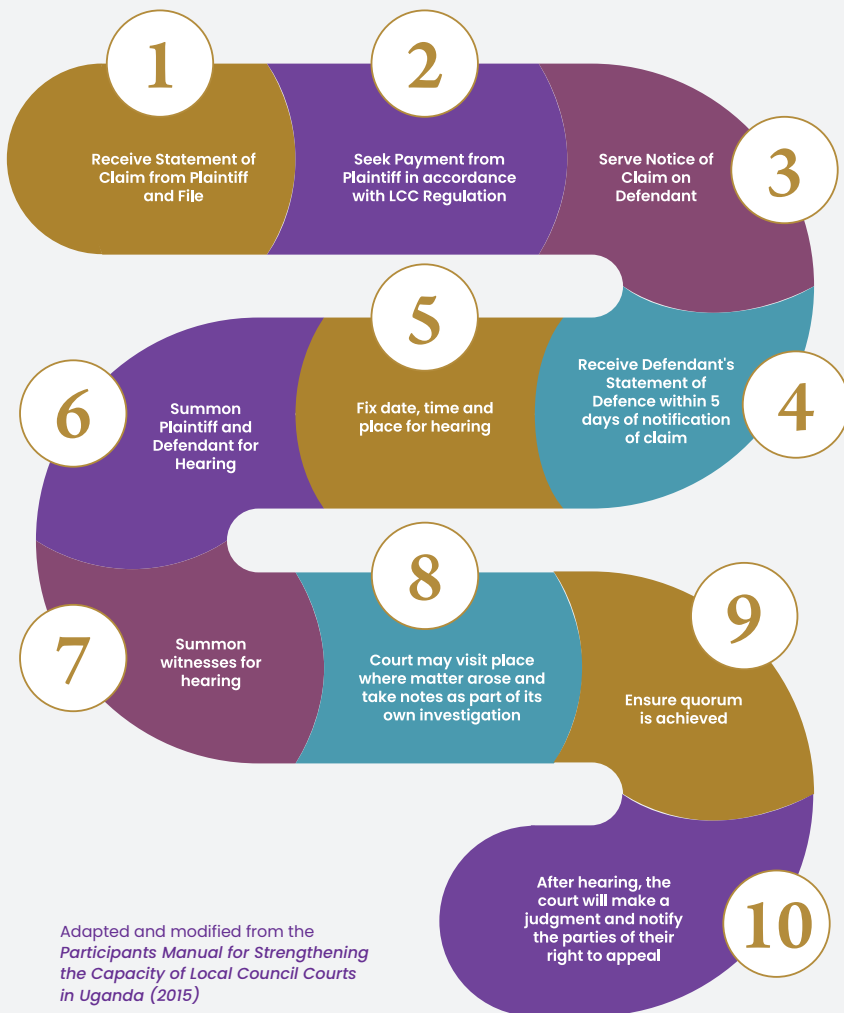 1
Receive Statement of
Claim from Plaintiff
and File
2
Seek Payment from
Plaintiff in accordance
with LCC Regulation
3
Serve Notice of
Claim on
Defendant
4
Receive Defendant's
Statement of
Defence within 5
days of notification
of claim
5
Fix date, time and
place for hearing
6
Summon
Plaintiff and
Defendant for
Hearing
7
Summon
witnesses for
hearing
8
Court may visit place
where matter arose and
take notes as part of its
own investigation
9
Ensure quorum
is achieved
10
After hearing, the
court will make a
judgment and notify
the parties of their
right to appeal
Adapted and modified from the
Participants Manual for Strengthening
the Capacity of Local Council Courts
in Uganda (2015)